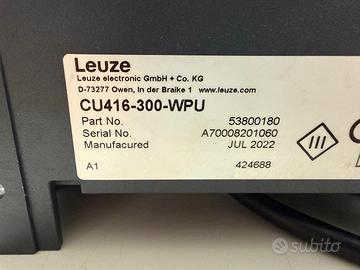 Leuze
Leuze electronic GmbH + Co. KG
D-73277 Owen, In der Braike 1 www.leuze.com
CU416-300-WPU
Part No. 53800180
Serial No. A70008201060
Manufacured JUL 2022
A1 424688
subito